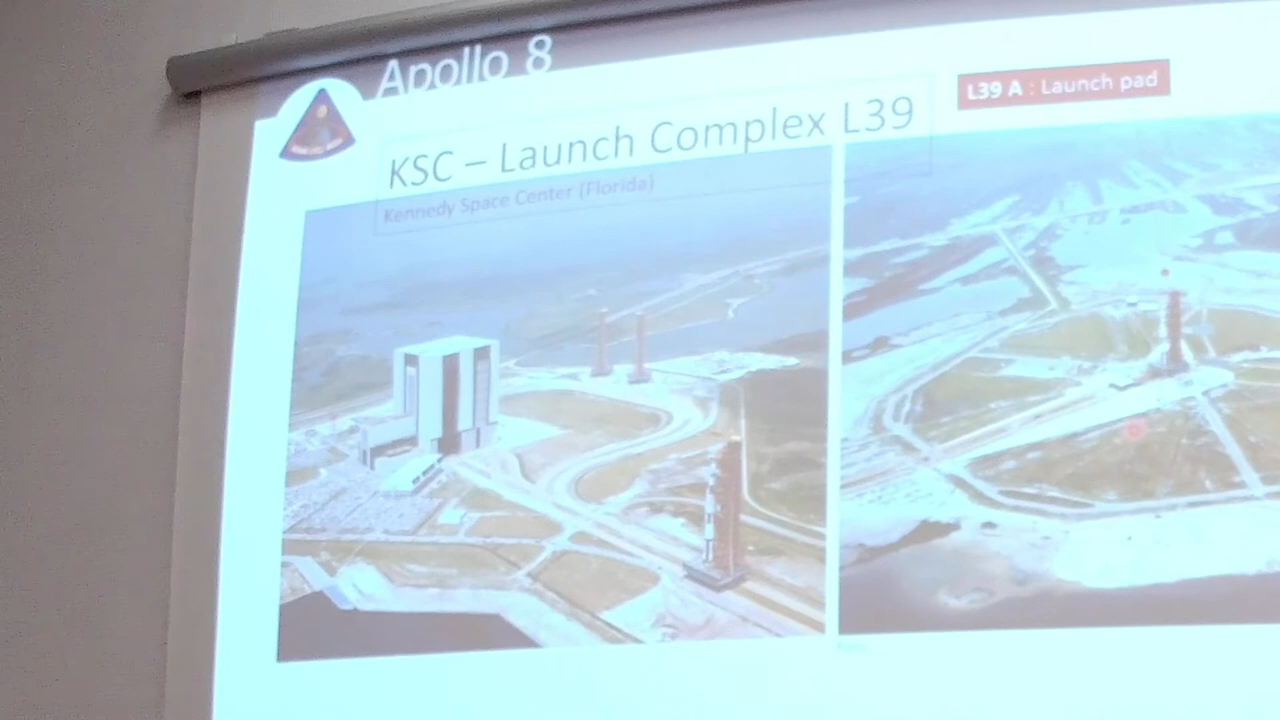 Apollo 8
KSC – Launch Complex L39
Kennedy Space Center (Florida)
L39 A : Launch pad